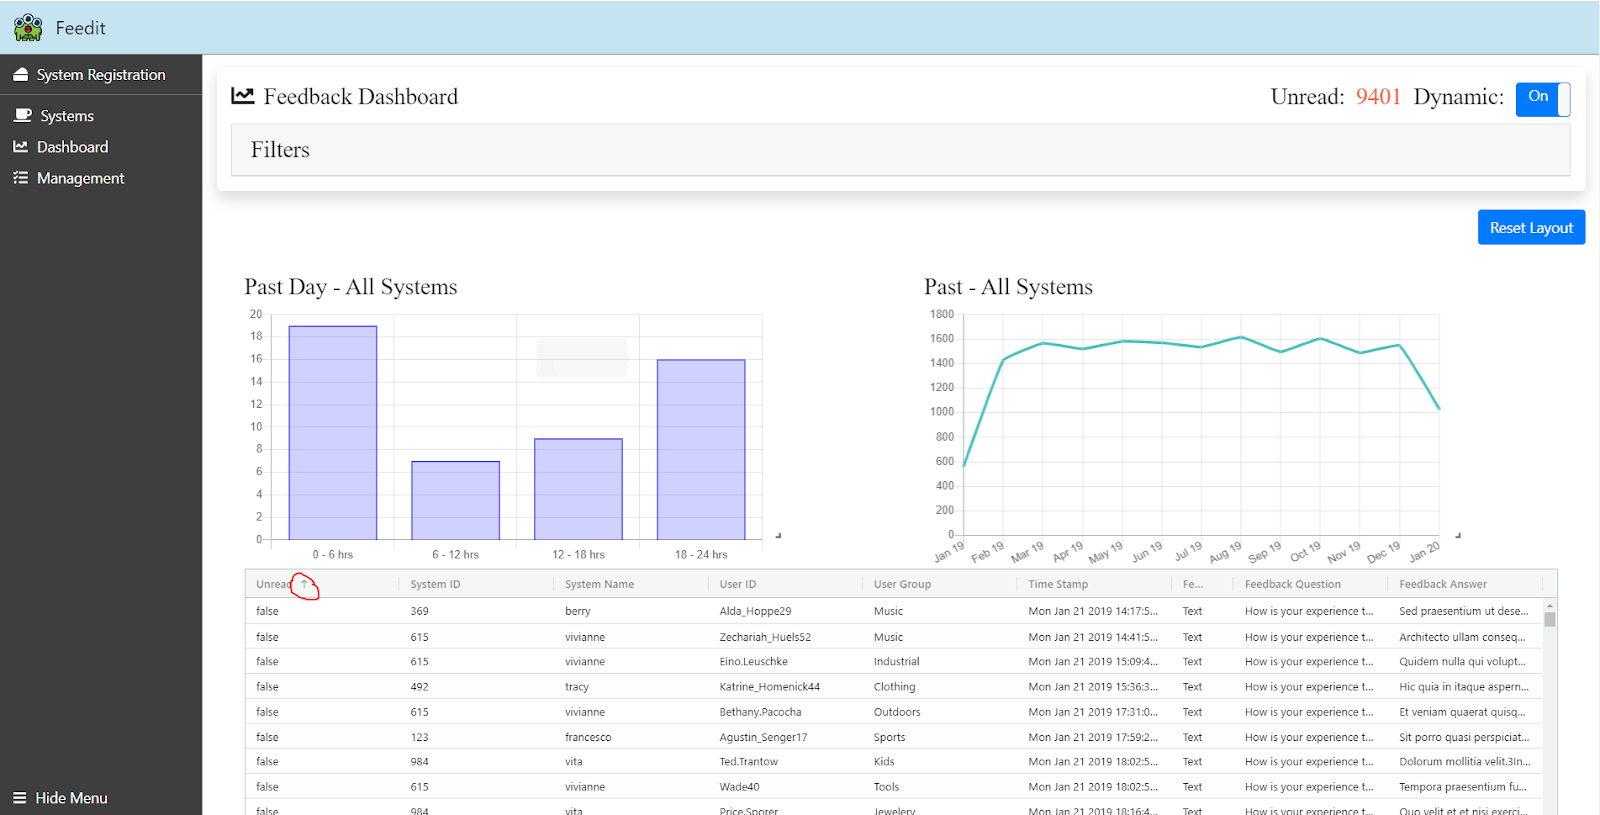 Feedit
System Registration
Systems
Dashboard
Management
Hide Menu
Feedback Dashboard
Unread: 9401 Dynamic: On
Filters
Reset Layout
Past Day - All Systems
20
18
16
14
12
10
8
6
4
2
0
0 - 6 hrs 6 - 12 hrs 12 - 18 hrs 18 - 24 hrs
Past - All Systems
1800
1600
1400
1200
1000
800
600
400
200
0
Jan 19 Feb 19 Mar 19 Apr 19 May 19 Jun 19 Jul 19 Aug 19 Sep 19 Oct 19 Nov 19 Dec 19 Jan 20
Unread System ID System Name User ID User Group Time Stamp Fe... Feedback Question Feedback Answer
false 369 berry Alda_Hoppe29 Music Mon Jan 21 2019 14:17:5... Text How is your experience t... Sed praesentium ut dese...
false 615 vivianne Zechariah_Huels52 Music Mon Jan 21 2019 14:41:5... Text How is your experience t... Architecto ullam conseq...
false 615 vivianne Eino.Leuschke Industrial Mon Jan 21 2019 15:09:4... Text How is your experience t... Quidem nulla qui volupt...
false 492 tracy Katrine_Homenick44 Clothing Mon Jan 21 2019 15:36:3... Text How is your experience t... Hic quia in itaque aspern...
false 615 vivianne Bethany.Pacocha Outdoors Mon Jan 21 2019 17:31:0... Text How is your experience t... Et veniam quaerat quisq...
false 123 francesco Agustin_Senger17 Sports Mon Jan 21 2019 17:59:2... Text How is your experience t... Sit porro quasi perspiciat...
false 984 vita Ted.Trantow Kids Mon Jan 21 2019 18:02:5... Text How is your experience t... Dolorum mollitia velit.3In...
false 615 vivianne Wade40 Tools Mon Jan 21 2019 18:02:5... Text How is your experience t... Tempora praesentium fu...
false 984 vita Price.Sporer Jewelery Mon Jan 21 2019 18:16:4... Text How is your experience t... Quo velit et et nisi exerci...